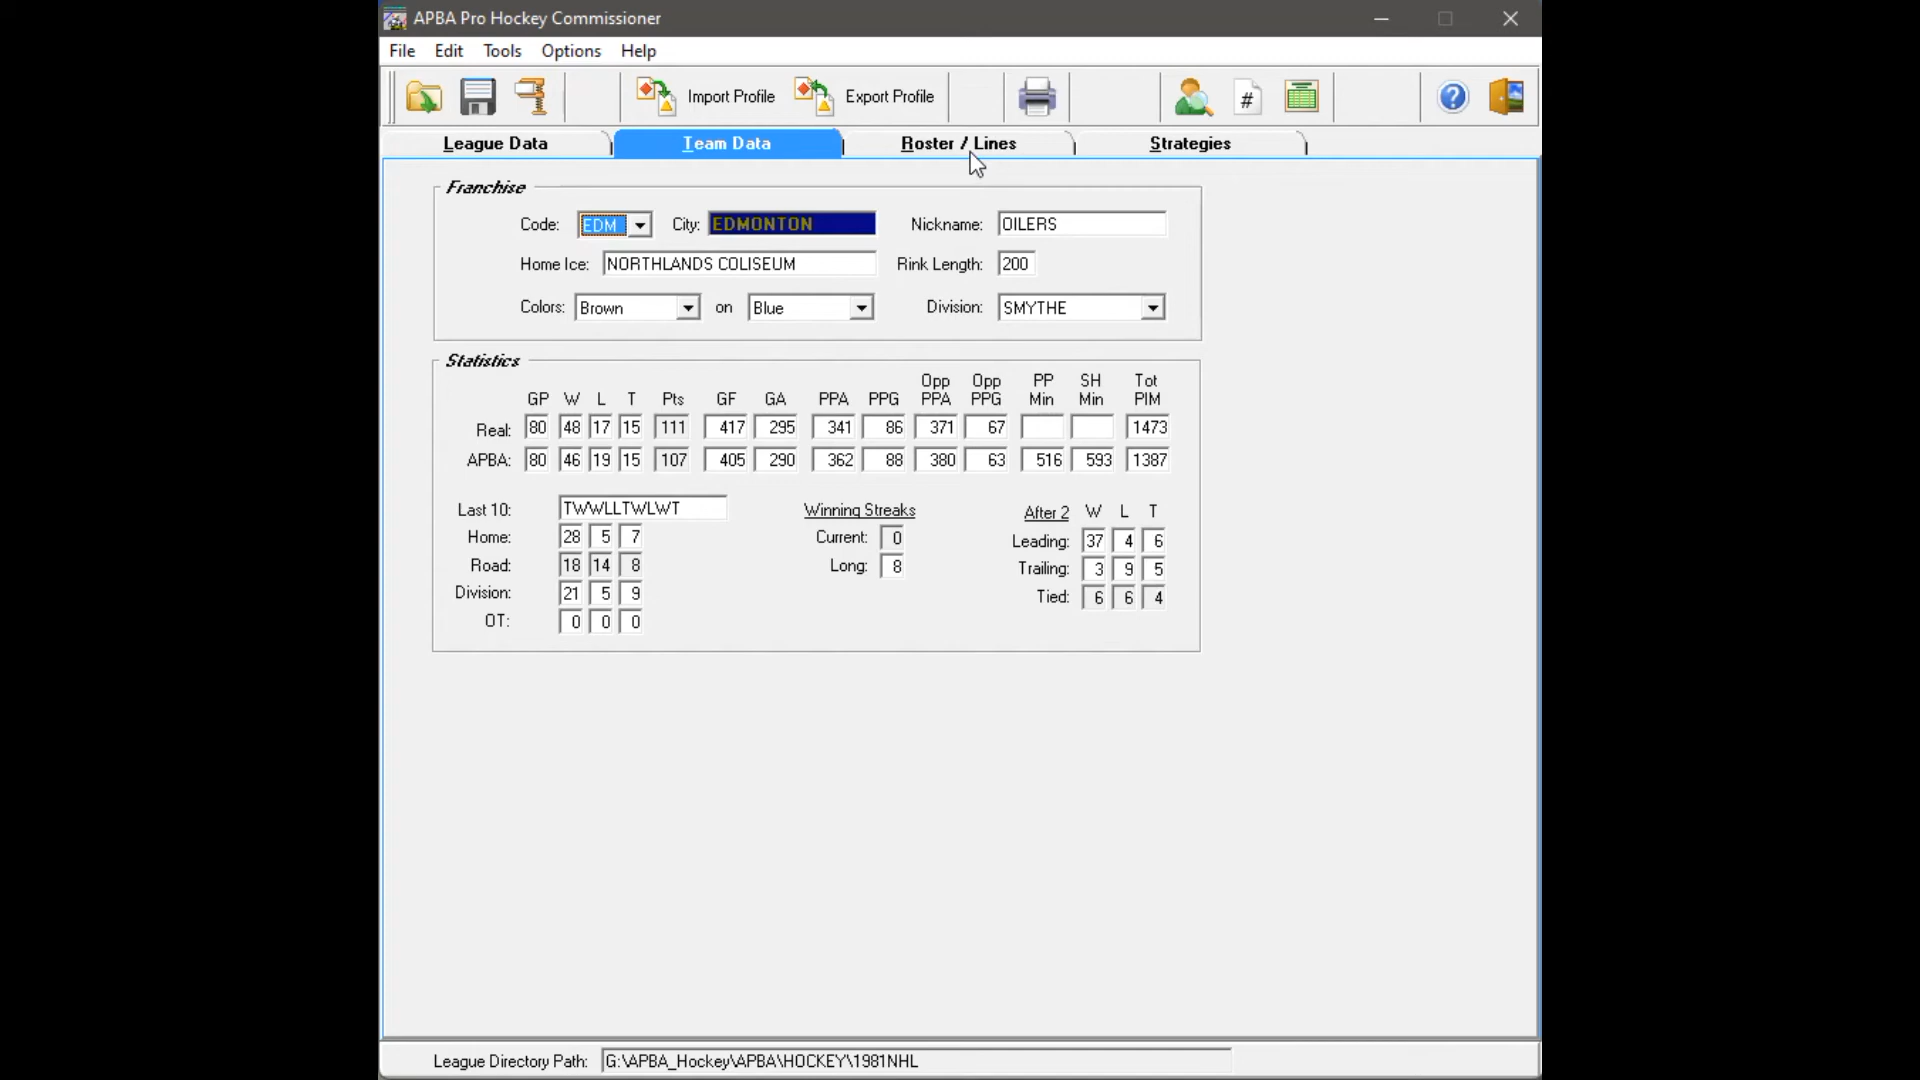 APBA Pro Hockey Commissioner
File Edit Tools Options Help
Import Profile Export Profile # ?
League Data Team Data Roster / Lines Strategies
Franchise
Code: EDM City: EDMONTON Nickname: OILERS
Home Ice: NORTHLANDS COLISEUM Rink Length: 200
Colors: Brown on Blue Division: SMYTHE
Statistics
Opp Opp PP SH Tot
GP W L T Pts GF GA PPA PPG PPA PPG Min Min PIM
Real: 80 48 17 15 111 417 295 341 86 371 67 1473
APBA: 80 46 19 15 107 405 290 362 88 380 63 516 593 1387
Last 10: TWWLLTWLWT Winning Streaks After 2 W L T
Home: 28 5 7 Current: 0 Leading: 37 4 6
Road: 18 14 8 Long: 8 Trailing: 3 9 5
Division: 21 5 9 Tied: 6 6 4
OT: 0 0 0
League Directory Path: G:\APBA_Hockey\APBA\HOCKEY\1981NHL